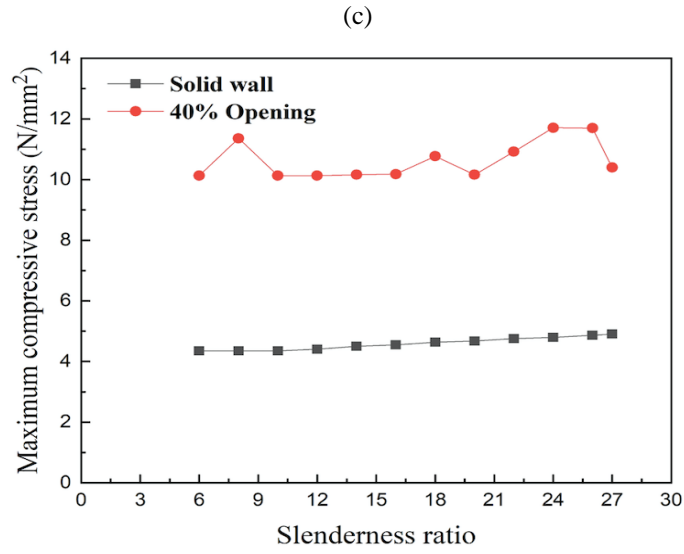 (c)
Maximum compressive stress (N/mm²)
14
12
10
8
6
4
2
0
Solid wall
40% Opening
0 3 6 9 12 15 18 21 24 27 30
Slenderness ratio